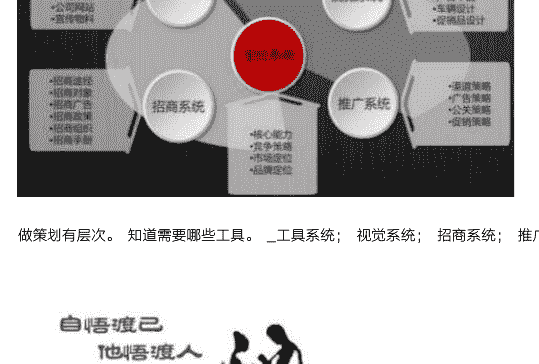 •公司网站
•宣传物料
•车辆设计
•促销品设计
•招商途径
•招商对象
•招商广告
•招商政策
•招商组织
•招商手册
招商系统
推广系统
•渠道策略
•广告策略
•公关策略
•促销策略
•核心能力
•竞争策略
•市场定位
•品牌定位
做策划有层次。 知道需要哪些工具。 _工具系统； 视觉系统； 招商系统； 推广
自悟渡己
他悟渡人